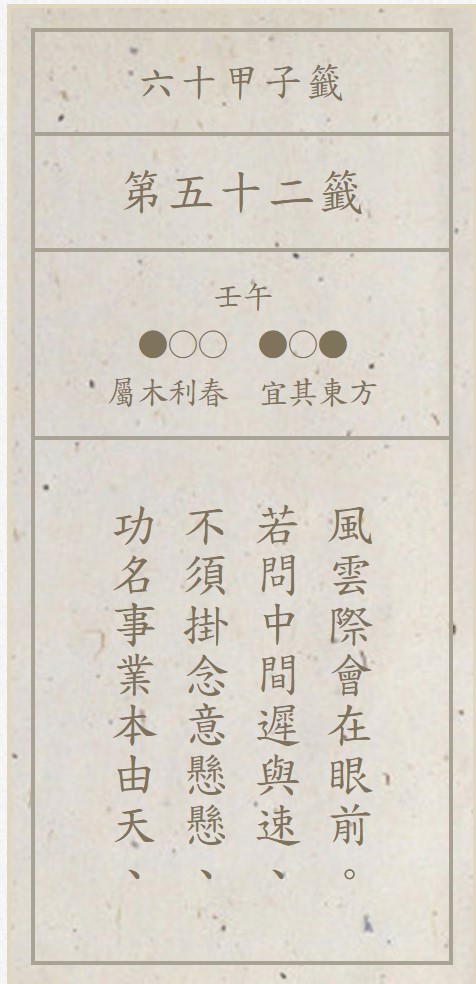 六十甲子籤
第五十二籤
壬午
●○○ ●○●
屬木利春 宜其東方
功名事業本由天、
不須掛念意懸懸、
若問中間遲與速、
風雲際會在眼前。